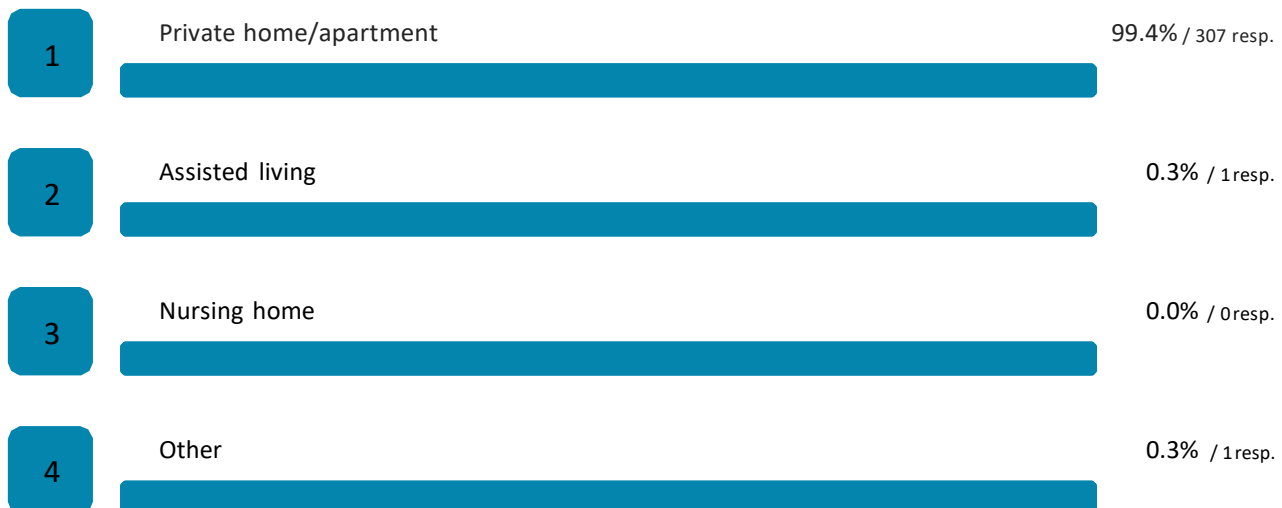 1 Private home/apartment 99.4% / 307 resp.
2 Assisted living 0.3% / 1 resp.
3 Nursing home 0.0% / 0 resp.
4 Other 0.3% / 1 resp.